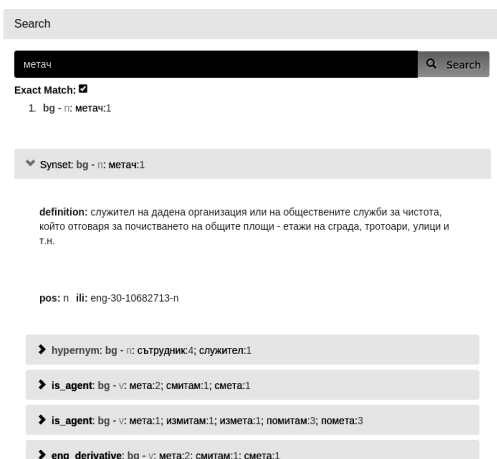 Search
метач
Search
Exact Match:
1. bg - n: метач:1
Synset: bg - n: метач:1
definition: служител на дадена организация или на обществените служби за чистота,
който отговаря за почистването на общите площи - етажи на сграда, тротоари, улици и
т.н.
pos: n ili: eng-30-10682713-n
hypernym: bg - n: сътрудник:4; служител:1
is_agent: bg - v: мета:2; смитам:1; смета:1
is_agent: bg - v: мета:1; измитам:1; измета:1; помитам:3; помета:3
eng_derivative: bg - v: мета:2; смитам:1; смета:1